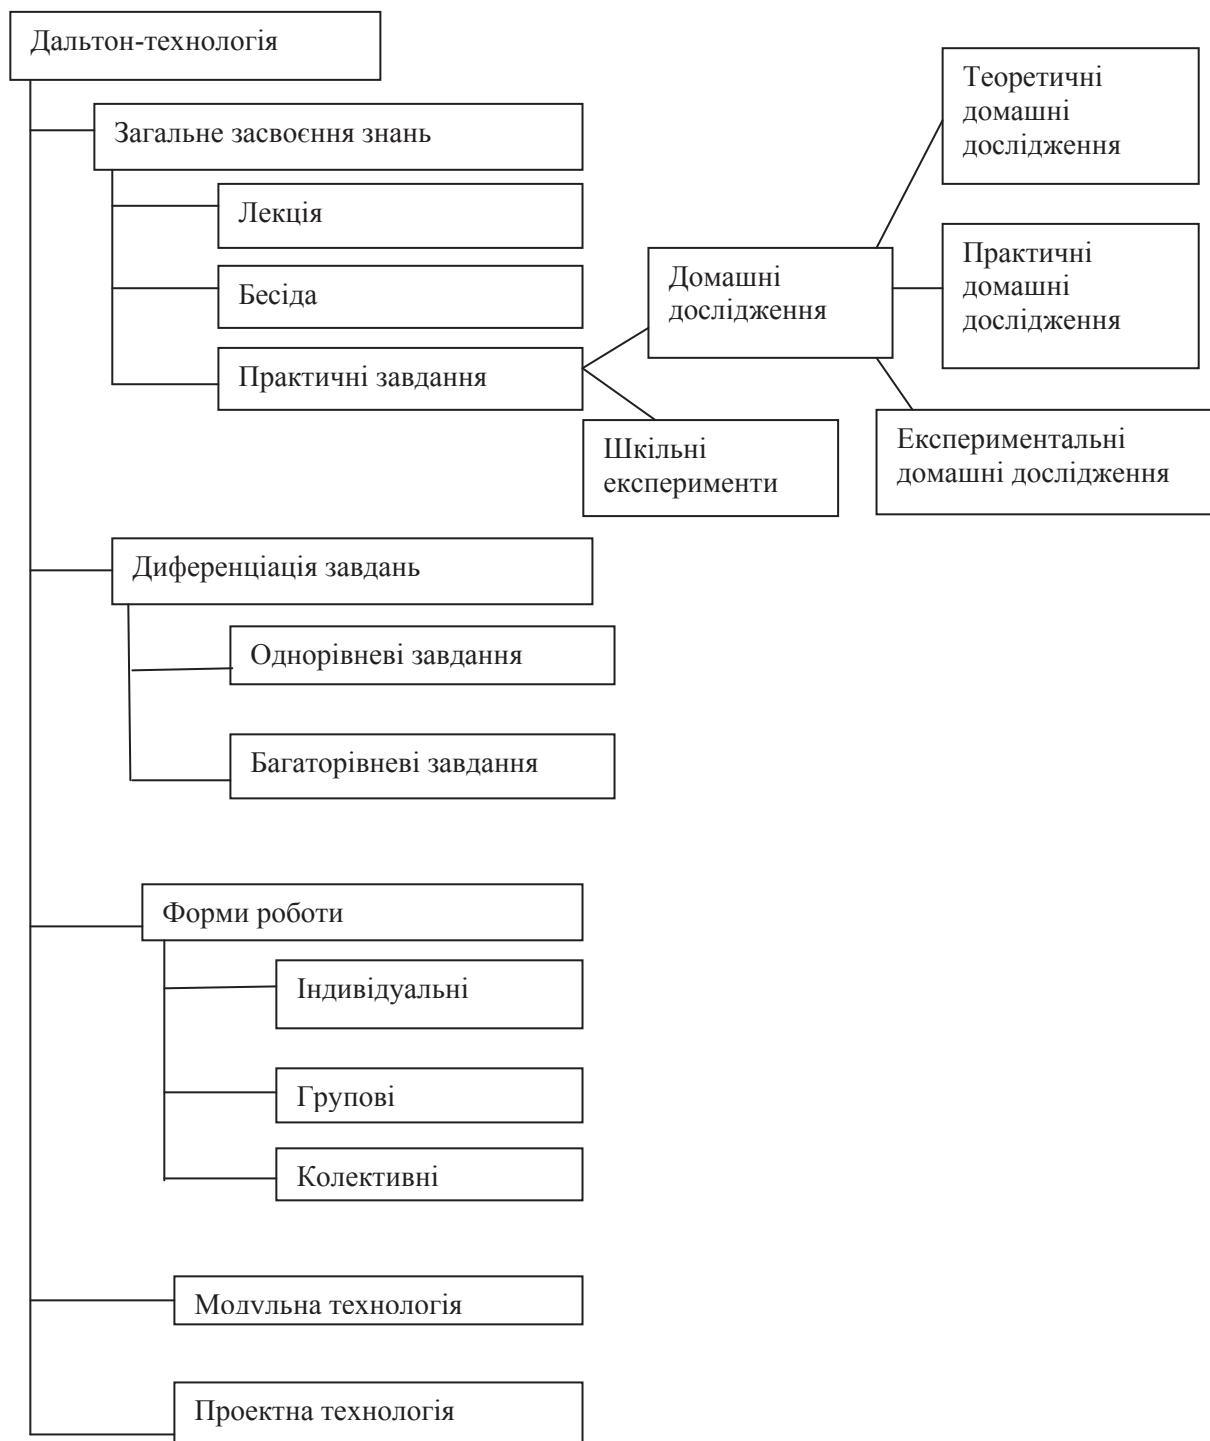 Дальтон-технологія
Загальне засвоєння знань
Лекція
Бесіда
Практичні завдання
Домашні
дослідження
Шкільні
експерименти
Теоретичні
домашні
дослідження
Практичні
домашні
дослідження
Експериментальні
домашні дослідження
Диференціація завдань
Однорівневі завдання
Багаторівневі завдання
Форми роботи
Індивідуальні
Групові
Колективні
Модульна технологія
Проектна технологія